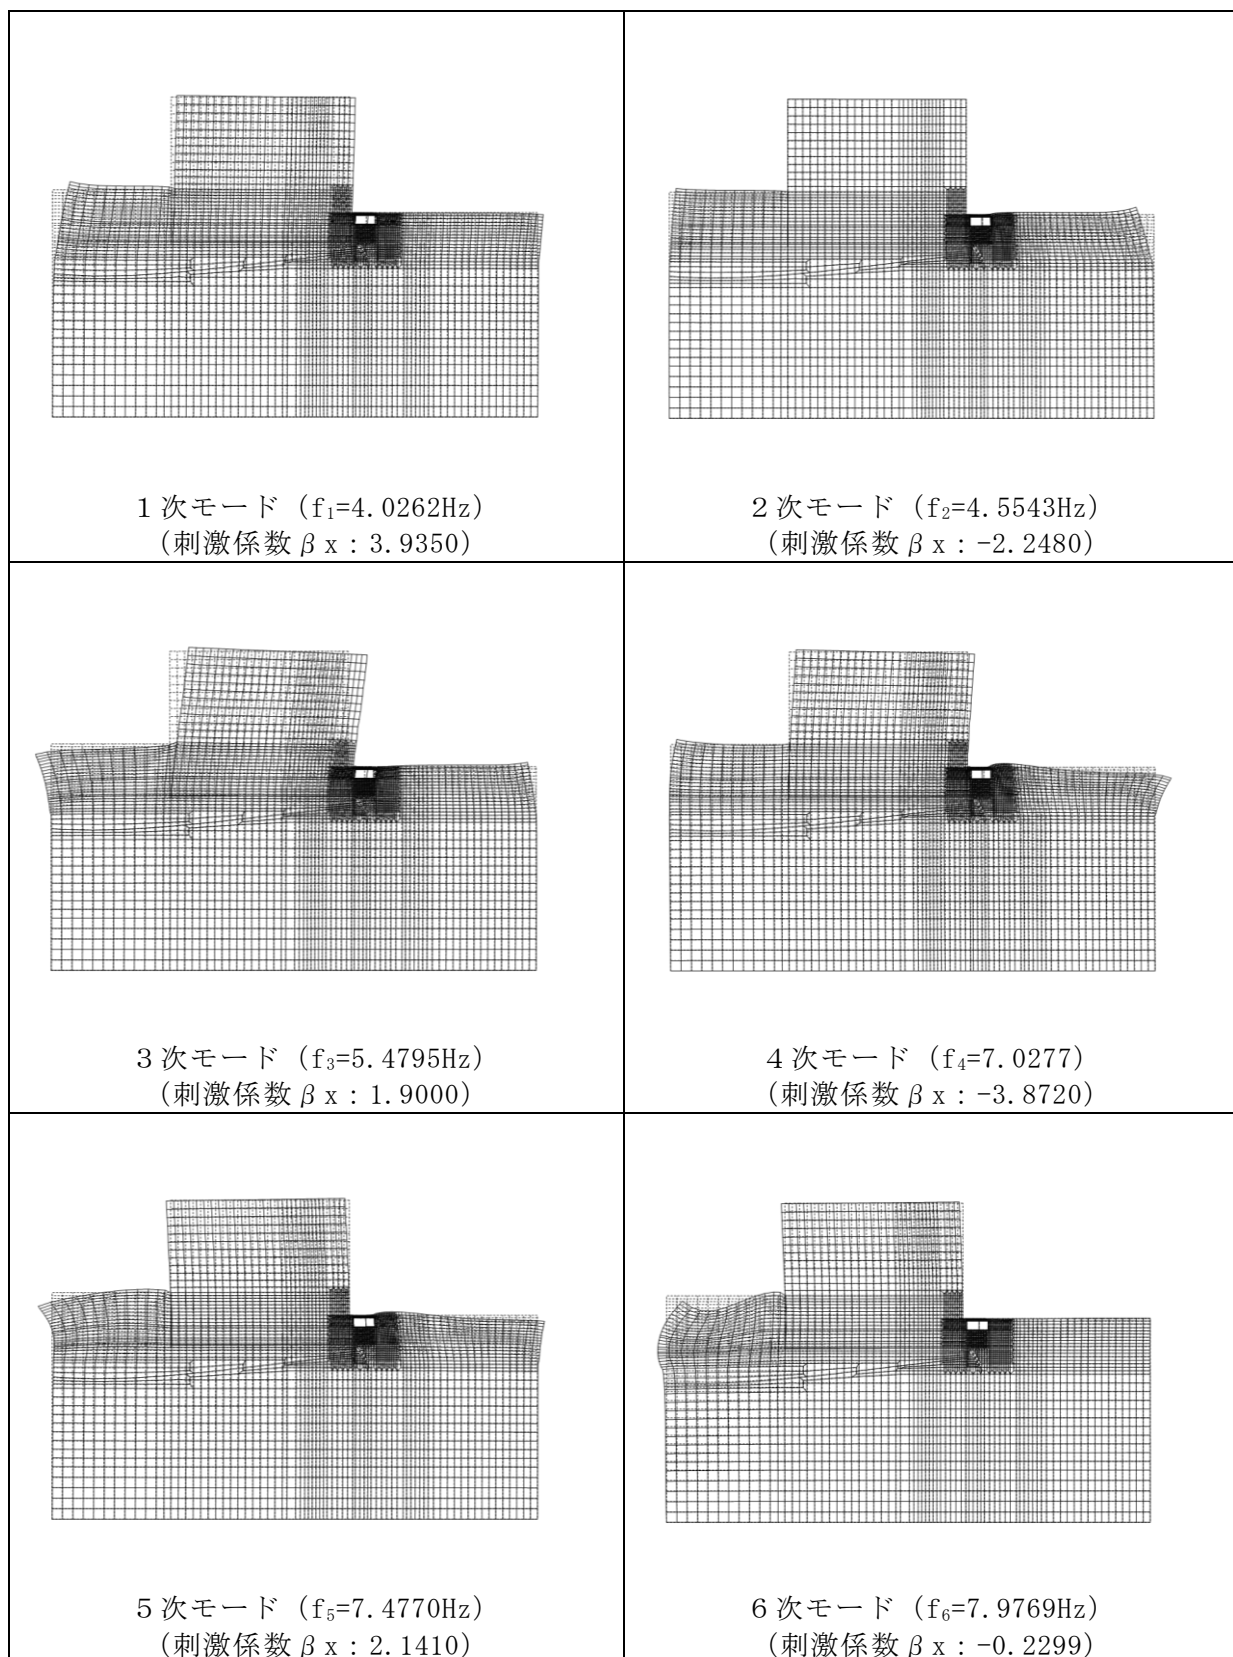 1次モード (f₁=4.0262Hz)
(刺激係数βx:3.9350)
2次モード (f₂=4.5543Hz)
(刺激係数βx:-2.2480)
3次モード (f₃=5.4795Hz)
(刺激係数βx:1.9000)
4次モード (f₄=7.0277)
(刺激係数βx:-3.8720)
5次モード (f₅=7.4770Hz)
(刺激係数βx:2.1410)
6次モード (f₆=7.9769Hz)
(刺激係数βx:-0.2299)